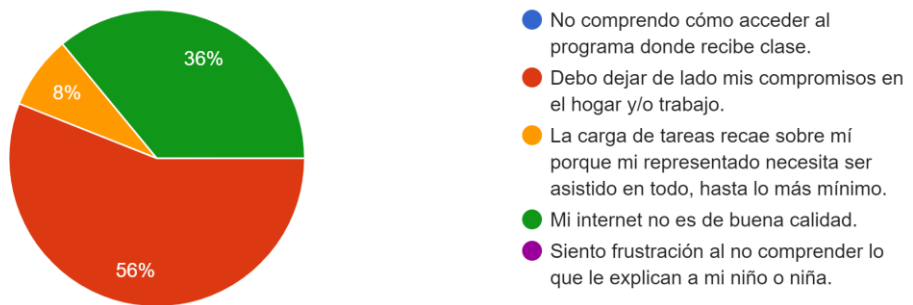 36%
8%
56%
No comprendo cómo acceder al
programa donde recibe clase.
Debo dejar de lado mis compromisos en
el hogar y/o trabajo.
La carga de tareas recae sobre mí
porque mi representado necesita ser
asistido en todo, hasta lo más mínimo.
Mi internet no es de buena calidad.
Siento frustración al no comprender lo
que le explican a mi niño o niña.